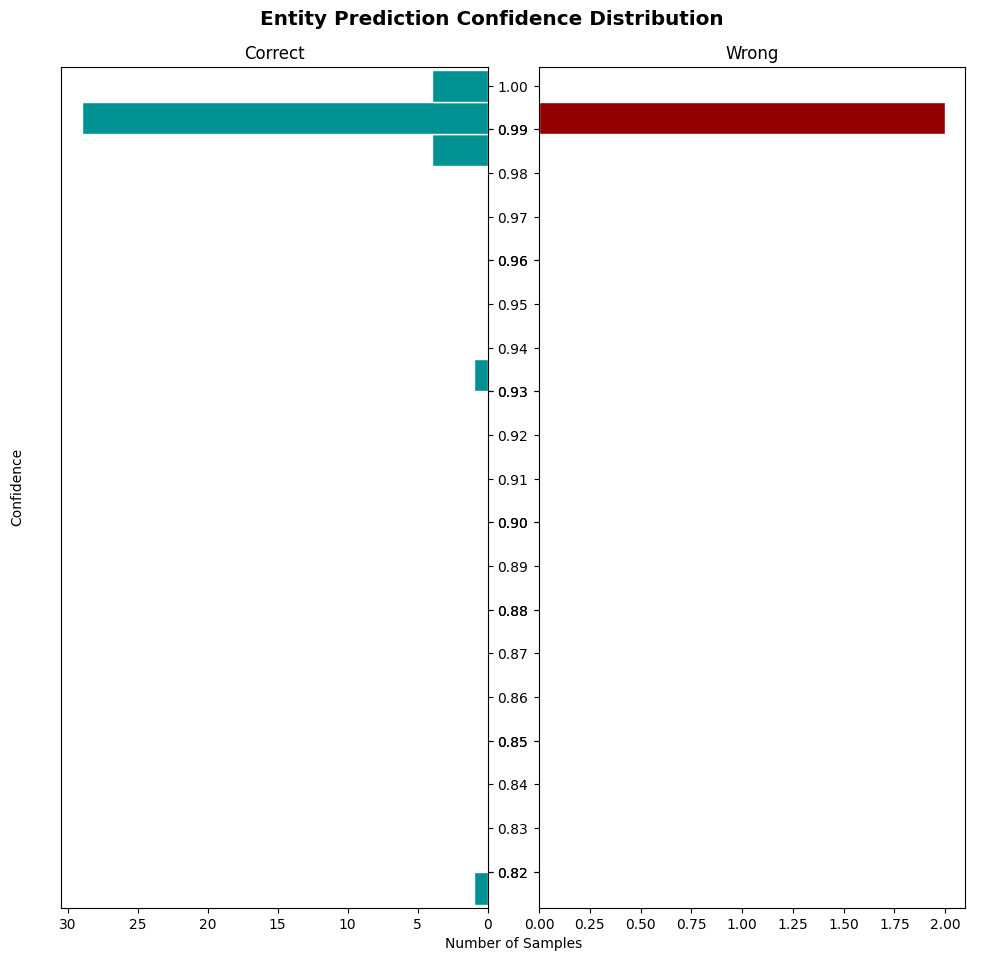 Entity Prediction Confidence Distribution
Correct
Wrong
1.00
0.99
0.98
0.97
0.96
0.95
0.94
0.93
0.92
0.91
0.90
0.89
0.88
0.87
0.86
0.85
0.84
0.83
0.82
Confidence
30 25 20 15 10 5 0
0.00 0.25 0.50 0.75 1.00 1.25 1.50 1.75 2.00
Number of Samples